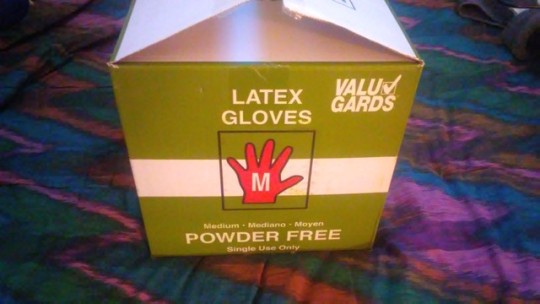 LATEX
GLOVES
VALU
GARDS
M
Medium - Mediano - Moyen
POWDER FREE
Single Use Only